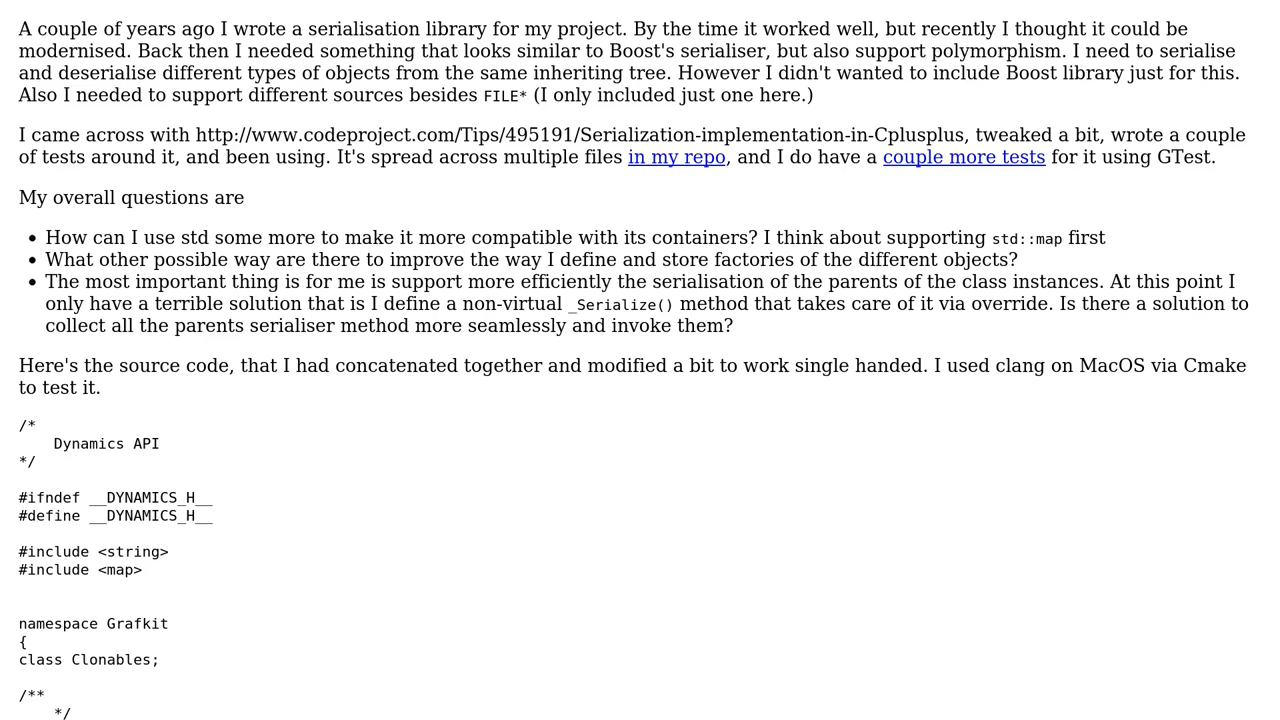 A couple of years ago I wrote a serialisation library for my project. By the time it worked well, but recently I thought it could be
modernised. Back then I needed something that looks similar to Boost's serialiser, but also support polymorphism. I need to serialise
and deserialise different types of objects from the same inheriting tree. However I didn't wanted to include Boost library just for this.
Also I needed to support different sources besides FILE* (I only included just one here.)
I came across with http://www.codeproject.com/Tips/495191/Serialization-implementation-in-Cplusplus, tweaked a bit, wrote a couple
of tests around it, and been using. It's spread across multiple files in my repo, and I do have a couple more tests for it using GTest.
My overall questions are
• How can I use std some more to make it more compatible with its containers? I think about supporting std::map first
• What other possible way are there to improve the way I define and store factories of the different objects?
• The most important thing is for me is support more efficiently the serialisation of the parents of the class instances. At this point I
only have a terrible solution that is I define a non-virtual _Serialize() method that takes care of it via override. Is there a solution to
collect all the parents serialiser method more seamlessly and invoke them?
Here's the source code, that I had concatenated together and modified a bit to work single handed. I used clang on MacOS via Cmake
to test it.
/*
    Dynamics API
*/
#ifndef __DYNAMICS_H__
#define __DYNAMICS_H__
#include <string>
#include <map>
namespace Grafkit
{
class Clonables;
/**
    */